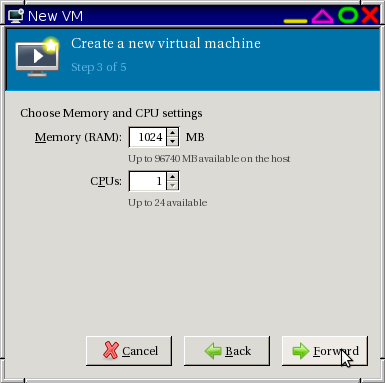 New VM
Create a new virtual machine
Step 3 of 5
Choose Memory and CPU settings
Memory (RAM): 1024 MB
Up to 96740 MB available on the host
CPUs: 1
Up to 24 available
Cancel Back Forward